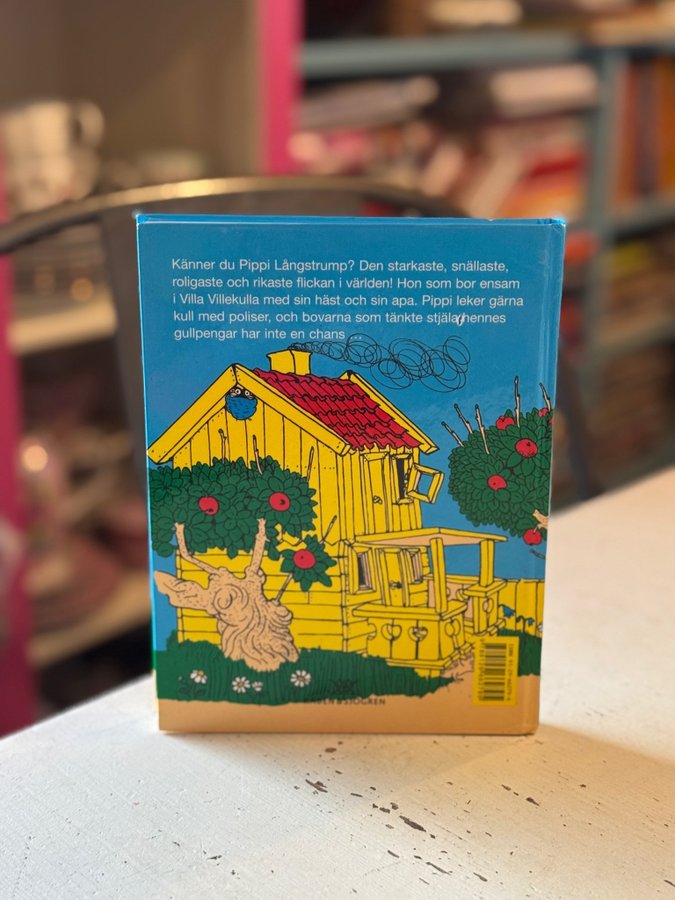 Känner du Pippi Långstrump? Den starkaste, snällaste,
roligaste och rikaste flickan i världen! Hon som bor ensam
i Villa Villekulla med sin häst och sin apa. Pippi leker gärna
kull med poliser, och bovarna som tänkte stjäla hennes
gullpengar har inte en chans ...